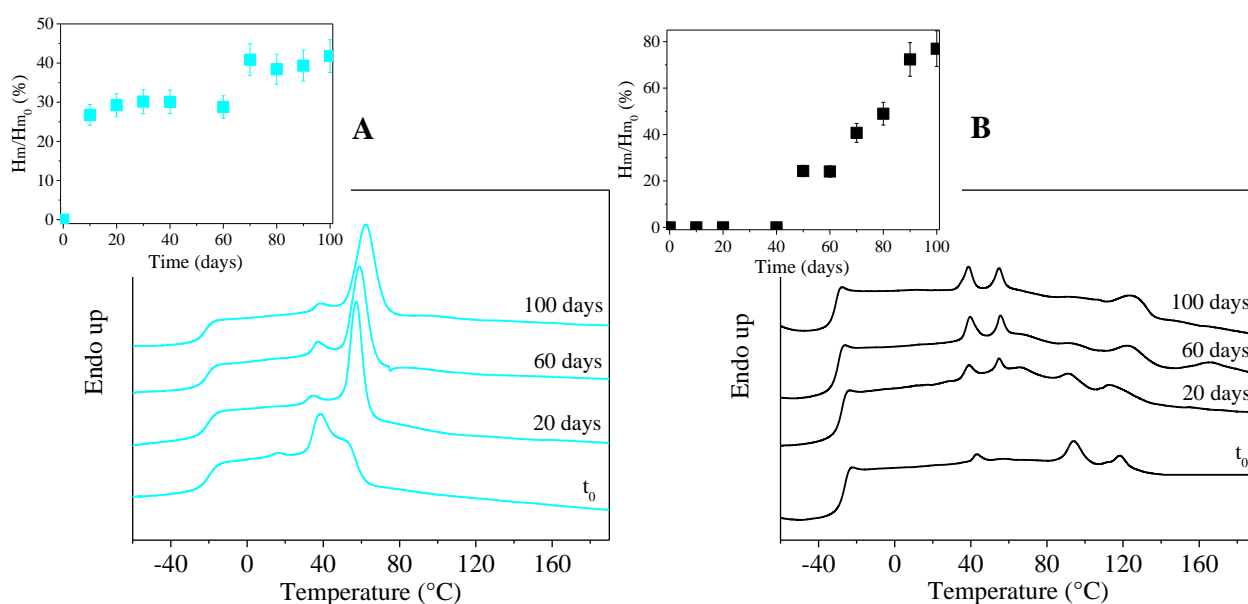 50
40
30
20
10
0
Hm/Hm₀ (%)
0 20 40 60 80 100
Time (days)
A
100 days
60 days
20 days
t₀
Endo up
-40 0 40 80 120 160
Temperature (°C)
80
60
40
20
0
Hm/Hm₀ (%)
0 20 40 60 80 100
Time (days)
B
100 days
60 days
20 days
t₀
Endo up
-40 0 40 80 120 160
Temperature (°C)